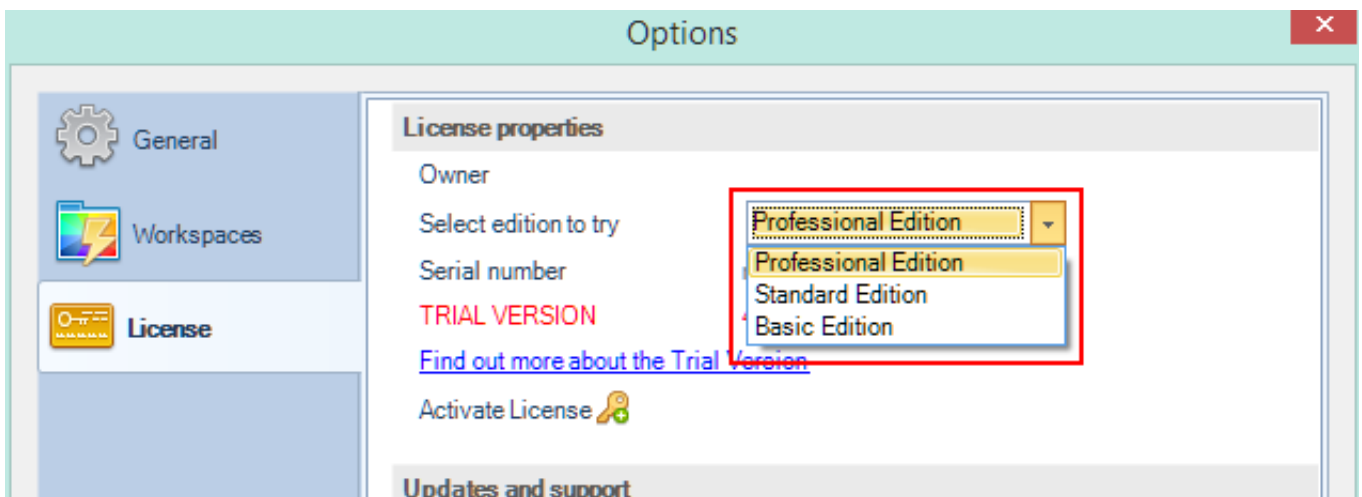 Options
General
Workspaces
License
License properties
Owner
Select edition to try
Professional Edition
Professional Edition
Standard Edition
Basic Edition
Serial number
TRIAL VERSION
Find out more about the Trial Version
Activate License
Updates and support